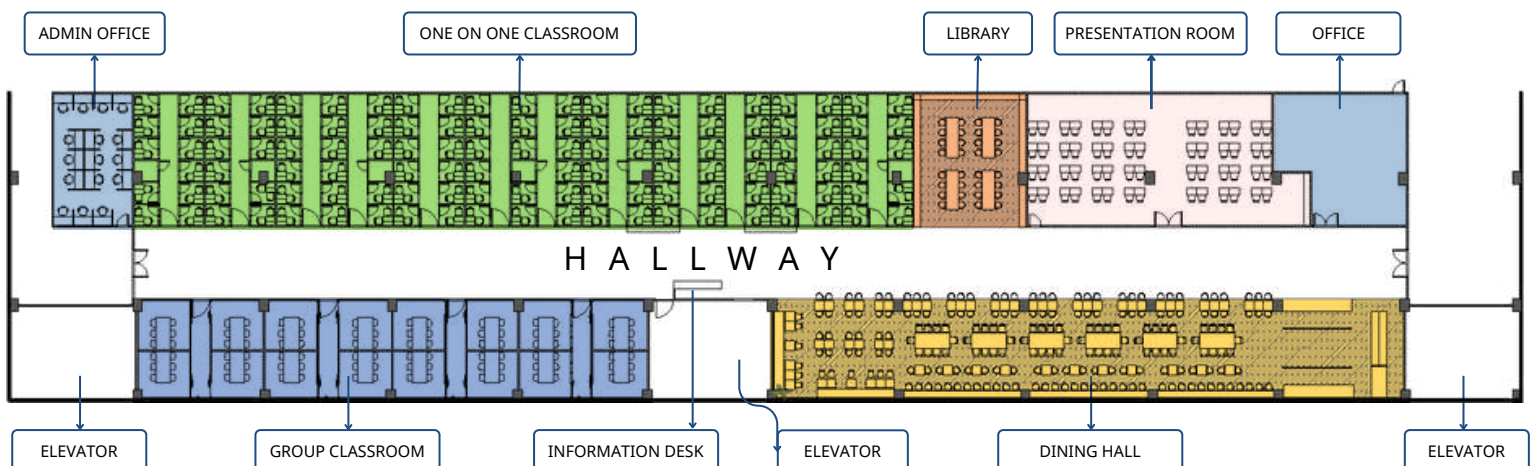 ADMIN OFFICE
ONE ON ONE CLASSROOM
LIBRARY
PRESENTATION ROOM
OFFICE
HALLWAY
ELEVATOR
GROUP CLASSROOM
INFORMATION DESK
ELEVATOR
DINING HALL
ELEVATOR